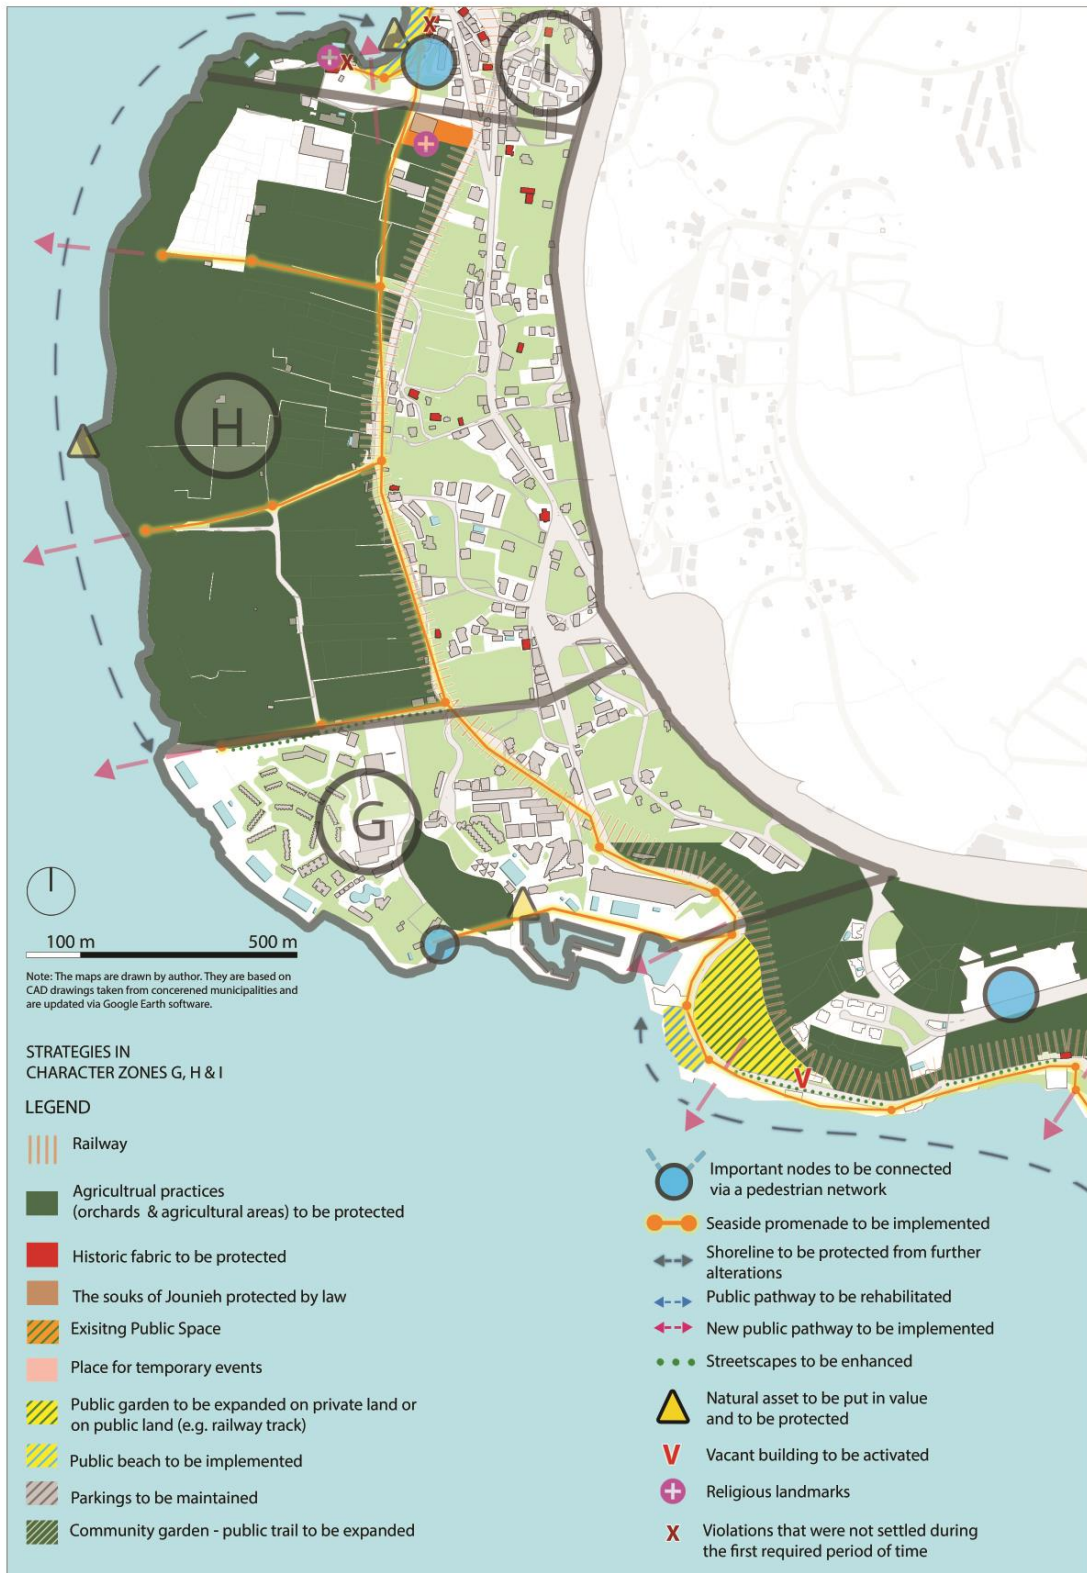 I
H
G
100 m 500 m
Note: The maps are drawn by author. They are based on
CAD drawings taken from concerened municipalities and
are updated via Google Earth software.
STRATEGIES IN
CHARACTER ZONES G, H & I
LEGEND
Railway
Agricultrual practices
(orchards & agricultural areas) to be protected
Historic fabric to be protected
The souks of Jounieh protected by law
Exisitng Public Space
Place for temporary events
Public garden to be expanded on private land or
on public land (e.g. railway track)
Public beach to be implemented
Parkings to be maintained
Community garden - public trail to be expanded
Important nodes to be connected
via a pedestrian network
Seaside promenade to be implemented
Shoreline to be protected from further
alterations
Public pathway to be rehabilitated
New public pathway to be implemented
Streetscapes to be enhanced
Natural asset to be put in value
and to be protected
V Vacant building to be activated
Religious landmarks
X Violations that were not settled during
the first required period of time
X
X
V